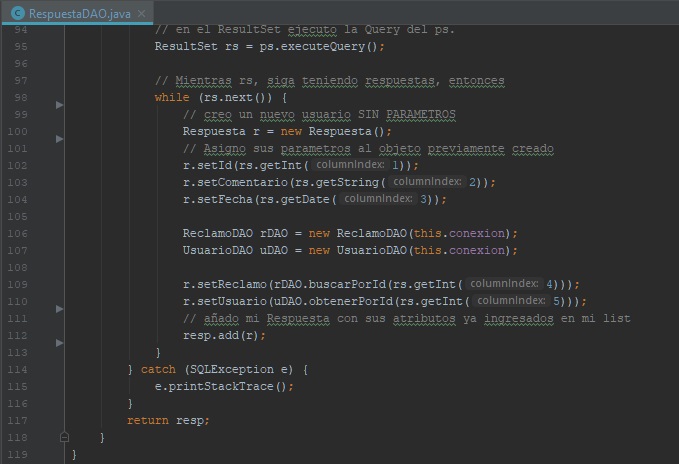 RespuestaDAO.java
94 // en el ResultSet ejecuto la Query del ps.
95 ResultSet rs = ps.executeQuery();
96
97 // Mientras rs, siga teniendo respuestas, entonces
98 while (rs.next()) {
99 // creo un nuevo usuario SIN PARAMETROS
100 Respuesta r = new Respuesta();
101 // Asigno sus parametros al objeto previamente creado
102 r.setId(rs.getInt( columnIndex: 1));
103 r.setComentario(rs.getString( columnIndex: 2));
104 r.setFecha(rs.getDate( columnIndex: 3));
105
106 ReclamoDAO rDAO = new ReclamoDAO(this.conexion);
107 UsuarioDAO uDAO = new UsuarioDAO(this.conexion);
108
109 r.setReclamo(rDAO.buscarPorId(rs.getInt( columnIndex: 4)));
110 r.setUsuario(uDAO.obtenerPorId(rs.getInt( columnIndex: 5)));
111 // añado mi Respuesta con sus atributos ya ingresados en mi list
112 resp.add(r);
113 }
114 } catch (SQLException e) {
115 e.printStackTrace();
116 }
117 return resp;
118 }
119 }